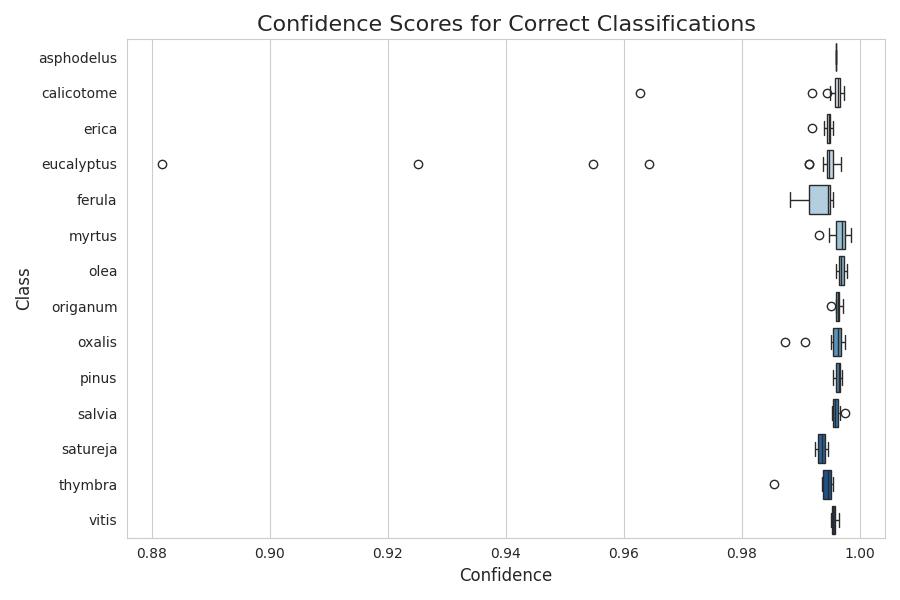 Confidence Scores for Correct Classifications
asphodelus
calicotome
erica
eucalyptus
ferula
myrtus
olea
origanum
oxalis
pinus
salvia
satureja
thymbra
vitis
Class
0.88 0.90 0.92 0.94 0.96 0.98 1.00
Confidence